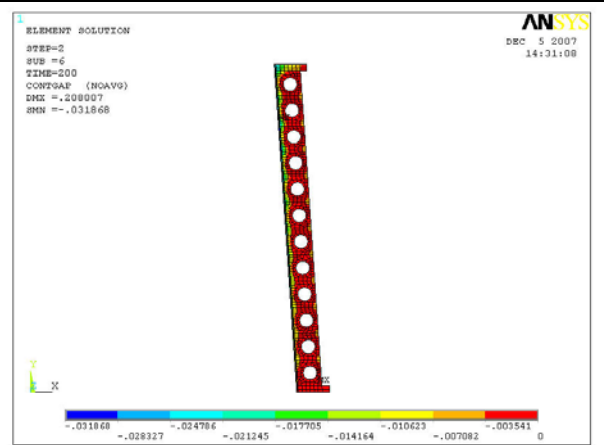 1
ANSYS
ELEMENT SOLUTION
DEC 5 2007
14:31:08
STEP=2
SUB =6
TIME=200
CONTGAP (NOAVG)
DMX =.208007
SMN =-.031868
Y
Z X
-.031868 -.024786 -.017705 -.010623 -.003541
-.028327 -.021245 -.014164 -.007082 0